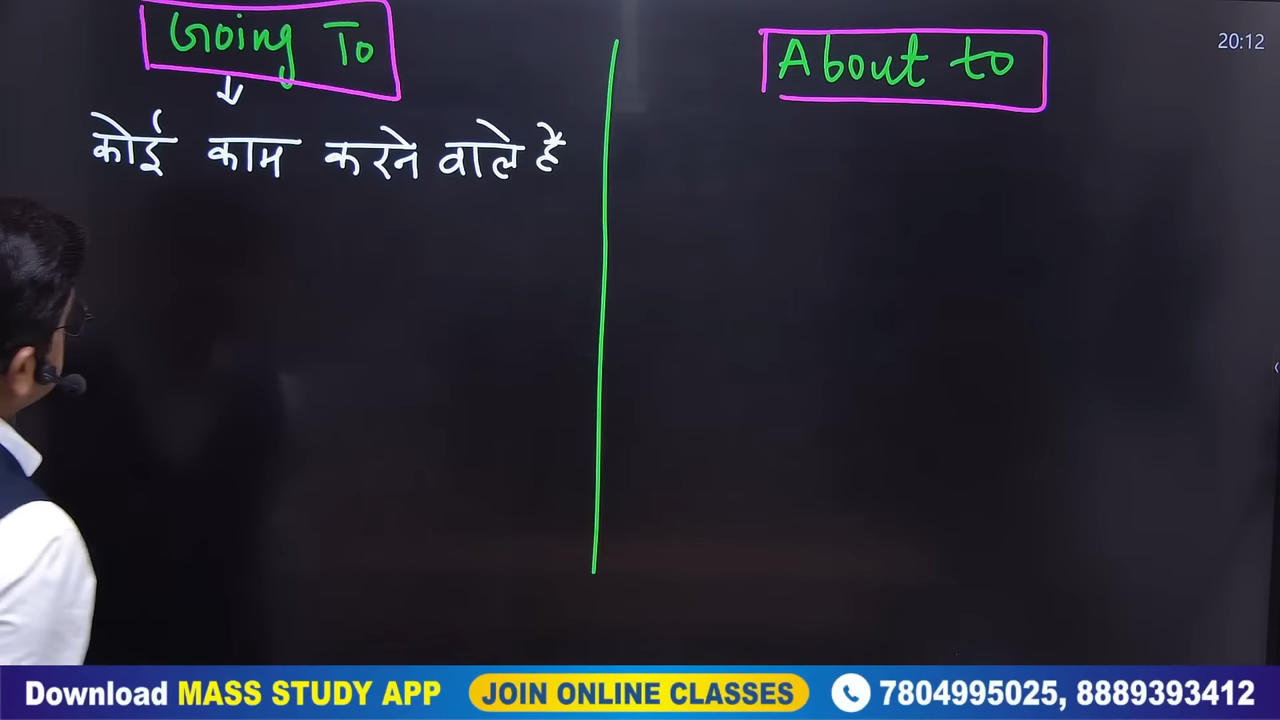 Going To
About to
20:12
कोई काम करने वाले है
Download MASS STUDY APP
JOIN ONLINE CLASSES
7804995025, 8889393412